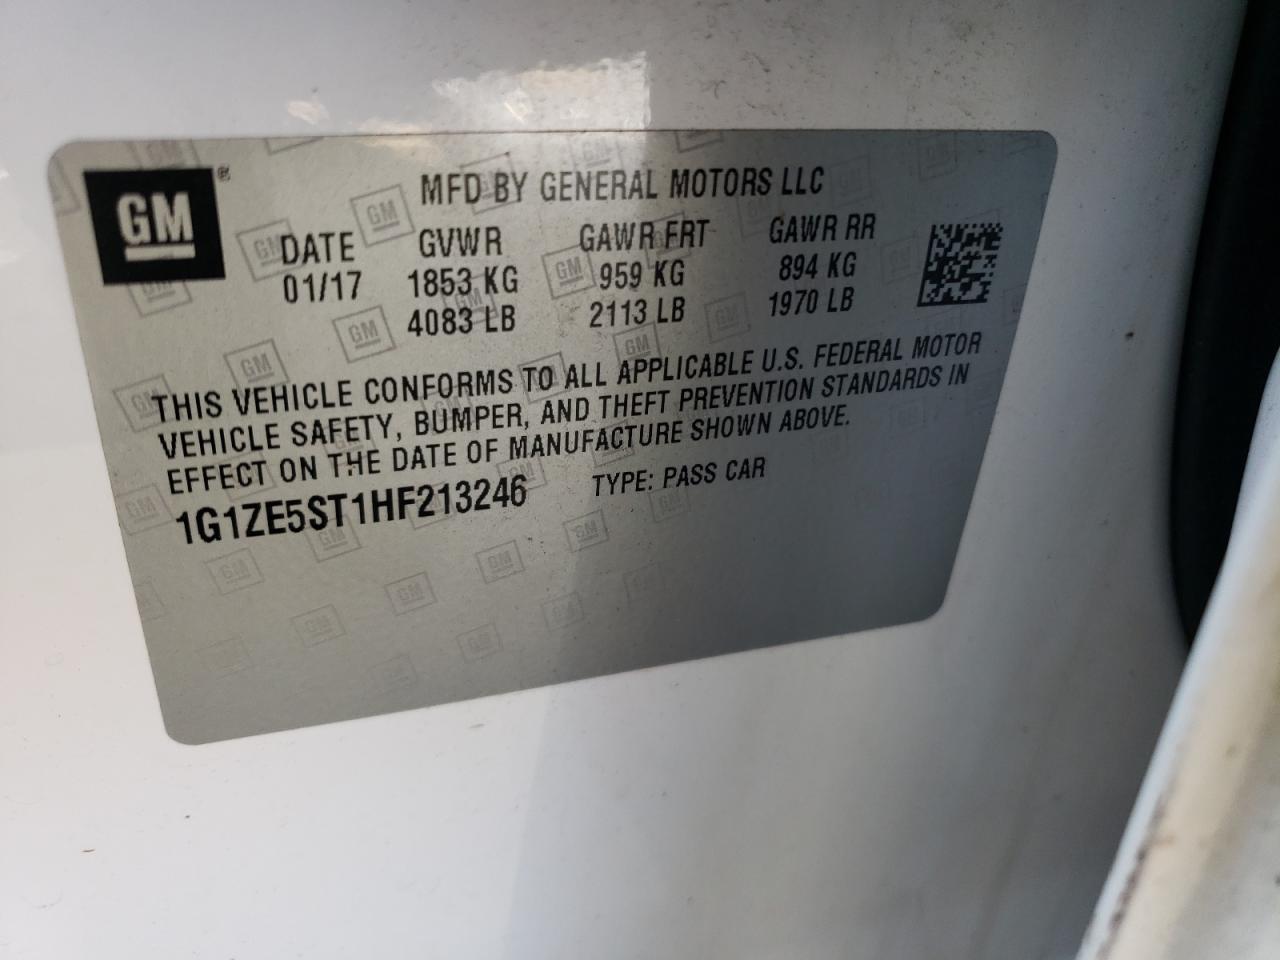 GM®
MFD BY GENERAL MOTORS LLC
DATE GVWR GAWR FRT GAWR RR
01/17 1853 KG 959 KG 894 KG
4083 LB 2113 LB 1970 LB
THIS VEHICLE CONFORMS TO ALL APPLICABLE U.S. FEDERAL MOTOR
VEHICLE SAFETY, BUMPER, AND THEFT PREVENTION STANDARDS IN
EFFECT ON THE DATE OF MANUFACTURE SHOWN ABOVE.
1G1ZE5ST1HF213246 TYPE: PASS CAR